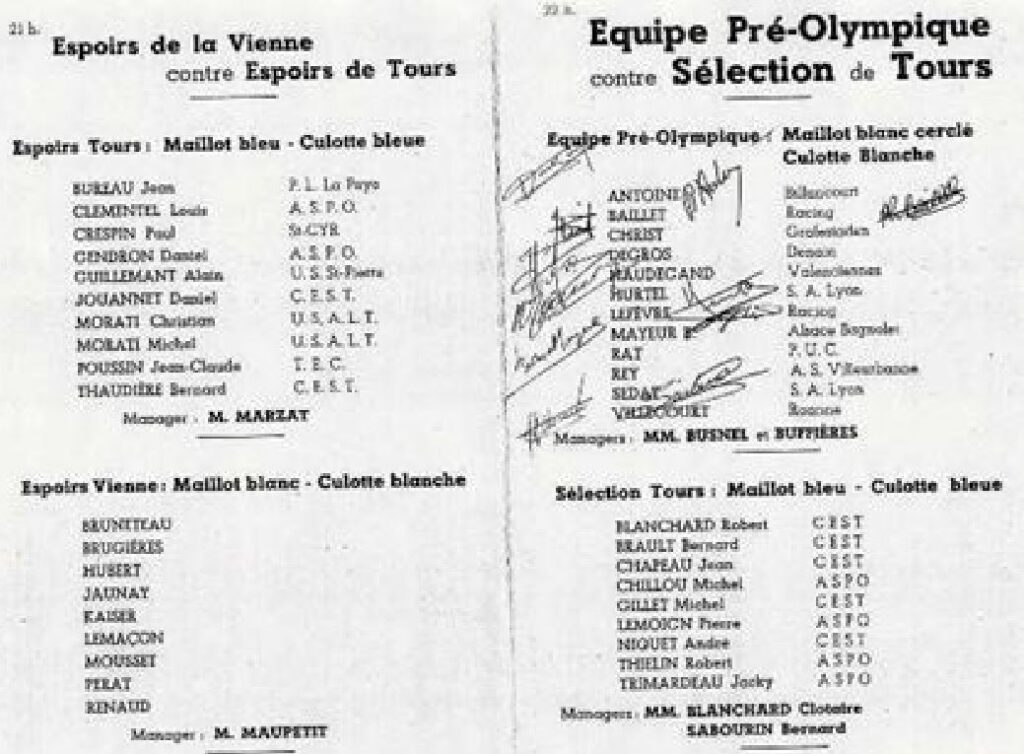 21 h.
Espoirs de la Vienne
contre Espoirs de Tours
Espoirs Tours : Maillot bleu - Culotte bleue
BUREAU Jean P. L. La Paye
CLEMENTEL Louis A. S. P. O.
CRESPIN Paul St-CYR
GENDRON Daniel A. S. P. O.
GUILLEMANT Alain U. S. St-Pierre
JOUANNET Daniel C. E. S. T.
MORATI Christian U. S. A. L. T.
MORATI Michel U. S. A. L. T.
POUSSIN Jean-Claude T. E. C.
THAUDIÈRE Bernard C. E. S. T.
Manager : M. MARZAT
Espoirs Vienne : Maillot blanc - Culotte blanche
BRUNETEAU
BRUGIÈRES
HUBERT
JAUNAY
KAISER
LEMAÇON
MOUSSET
PERAT
RENAUD
Manager : M. MAUPETIT
22 h.
Equipe Pré-Olympique
contre Sélection de Tours
Equipe Pré-Olympique : Maillot blanc cerclé
Culotte Blanche
ANTOINE Billancourt
BAILLET Racing
CHRIST Grafenstaden
DEGROS Denain
MAUDECAND Valenciennes
HURTEL S. A. Lyon
LEFÈVRE Racing
MAYEUR B Alsace Bagnolet
RAT P. U. C.
REY A. S. Villeurbanne
SEDAT S. A. Lyon
VILLECOURT Roanne
Managers : MM. BUSNEL et BUFFIÈRES
Sélection Tours : Maillot bleu - Culotte bleue
BLANCHARD Robert CEST
BRAULT Bernard CEST
CHAPEAU Jean CEST
CHILLOU Michel ASPO
GILLET Michel CEST
LEMOIGN Pierre ASPO
NIQUET André CEST
THIELIN Robert ASPO
TRIMARDEAU Jacky ASPO
Managers : MM. BLANCHARD Clotaire
SABOURIN Bernard